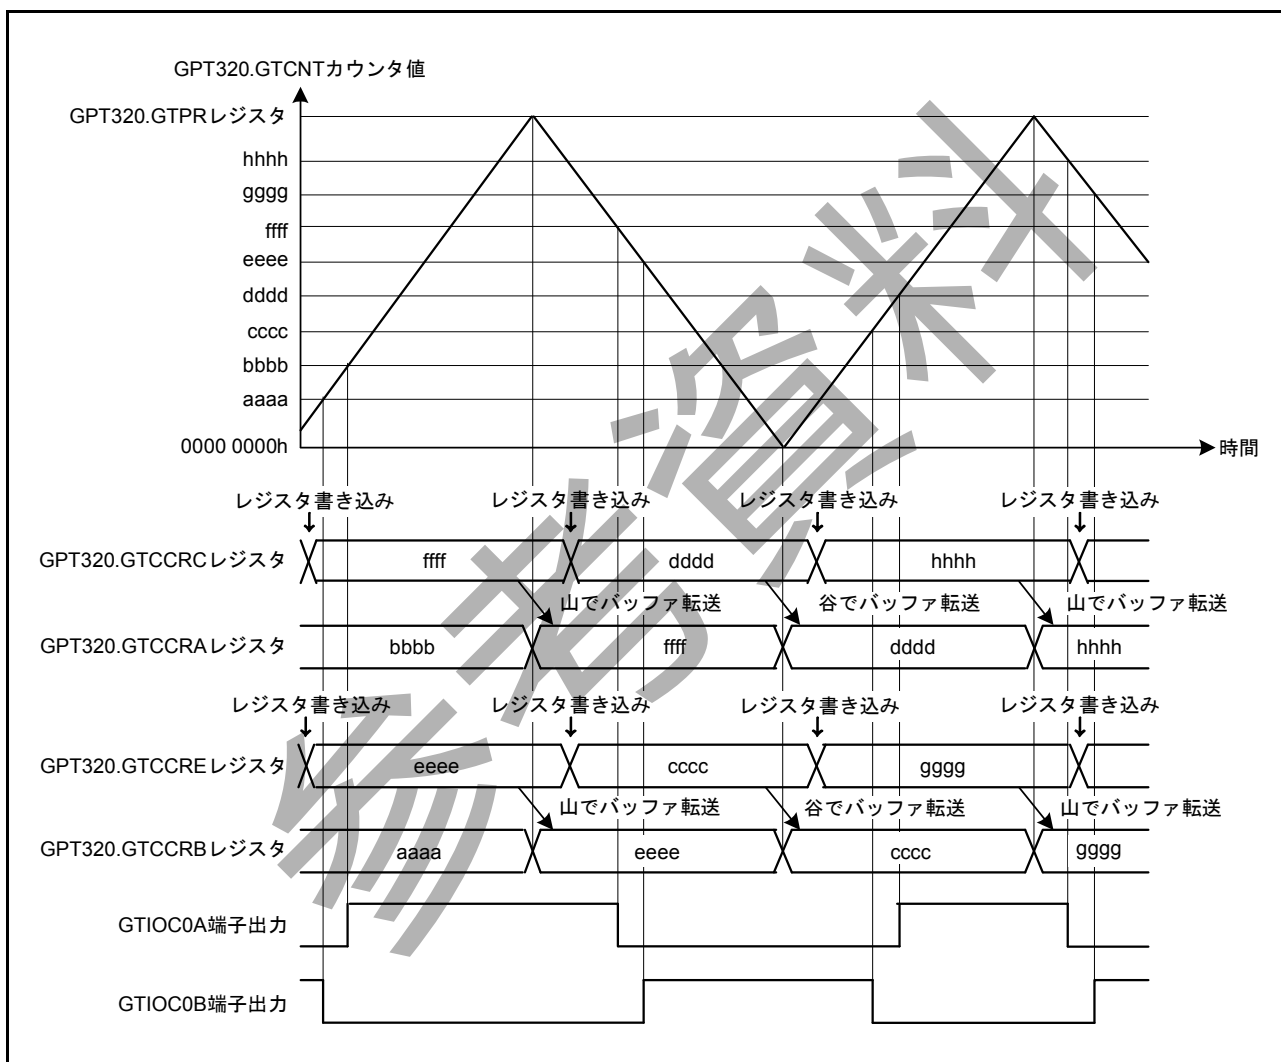 GPT320.GTCNTカウンタ値
GPT320.GTPRレジスタ
hhhh
gggg
ffff
eeee
dddd
cccc
bbbb
aaaa
0000 0000h
時間
レジスタ書き込み レジスタ書き込み レジスタ書き込み レジスタ書き込み
GPT320.GTCCRCレジスタ ffff dddd hhhh
山でバッファ転送 谷でバッファ転送 山でバッファ転送
GPT320.GTCCRAレジスタ bbbb ffff dddd hhhh
レジスタ書き込み レジスタ書き込み レジスタ書き込み レジスタ書き込み
GPT320.GTCCREレジスタ eeee cccc gggg
山でバッファ転送 谷でバッファ転送 山でバッファ転送
GPT320.GTCCRBレジスタ aaaa eeee cccc gggg
GTIOC0A端子出力
GTIOC0B端子出力
参考資料